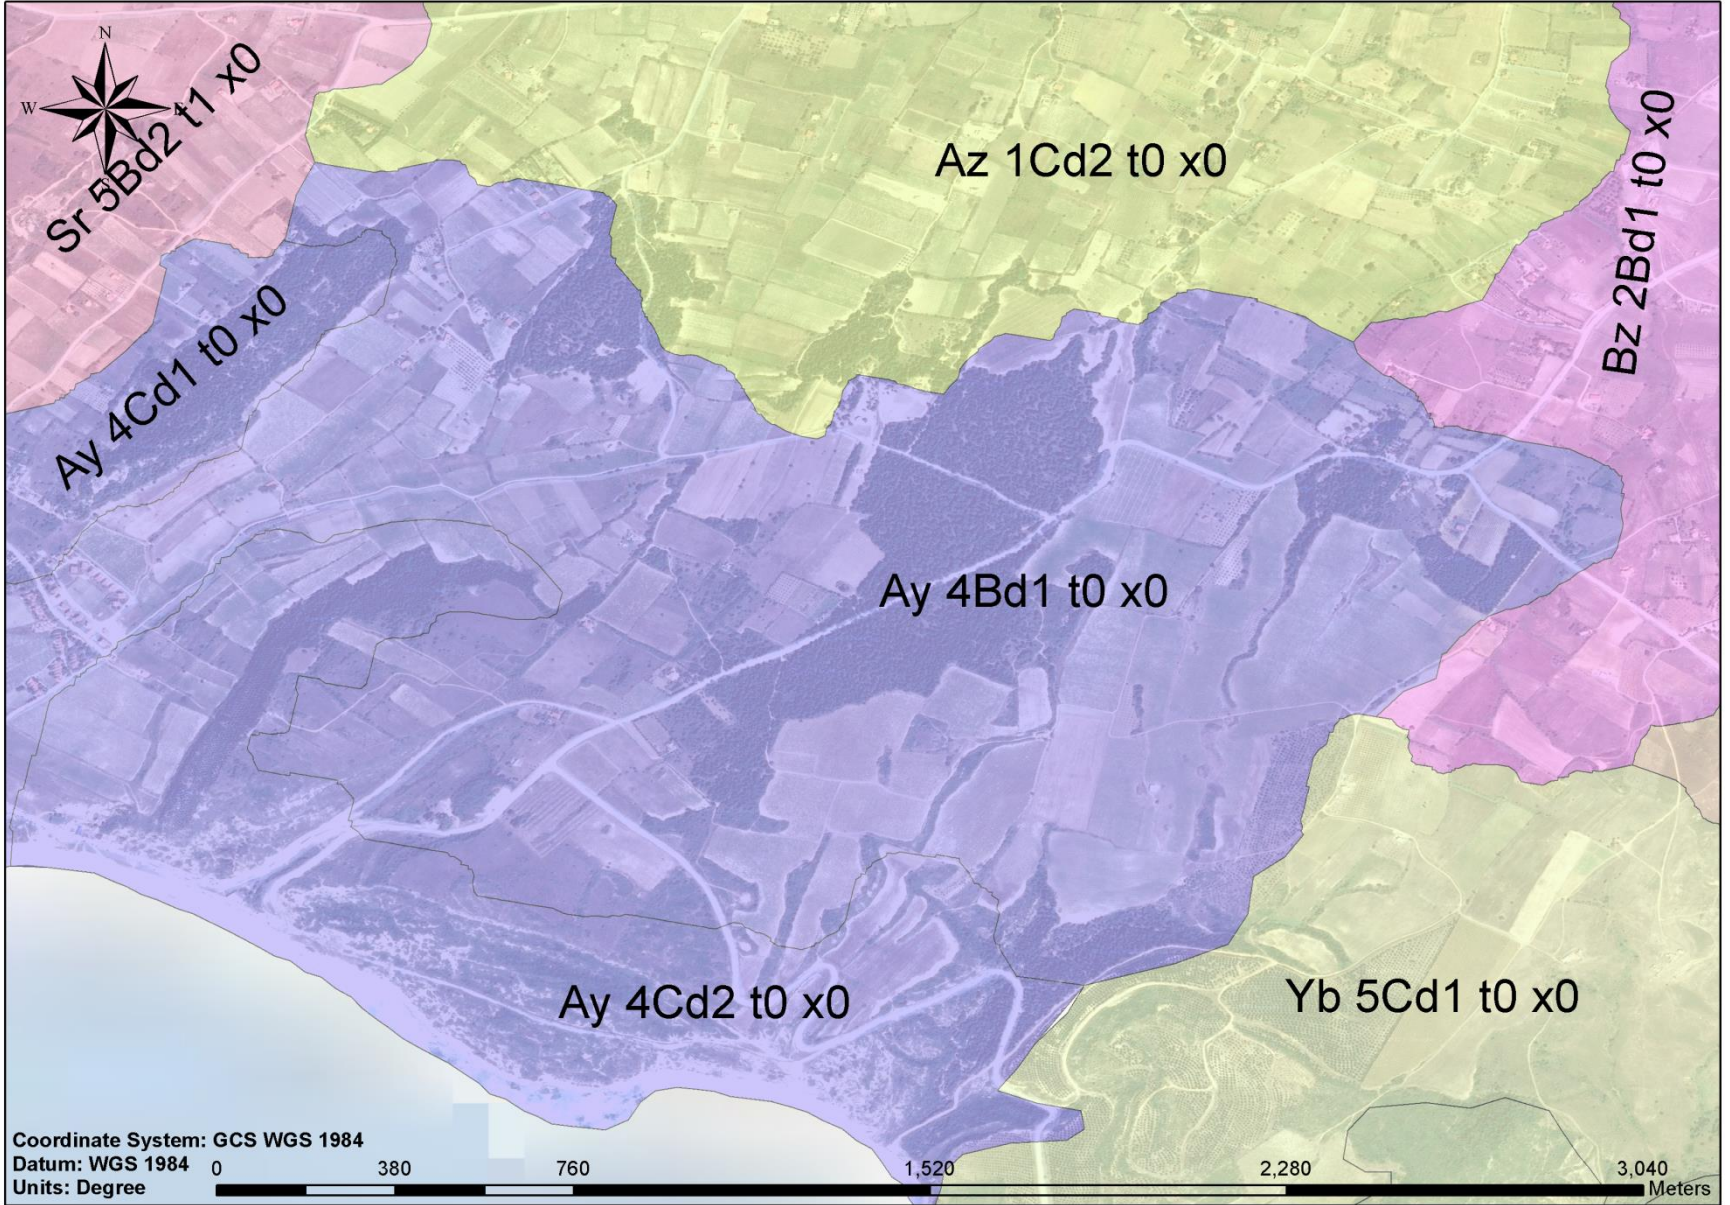 N
W
S
Sr 5Bd2 t1 x0
Az 1Cd2 t0 x0
Bz 2Bd1 t0 x0
Ay 4Cd1 t0 x0
Ay 4Bd1 t0 x0
Ay 4Cd2 t0 x0
Yb 5Cd1 t0 x0
Coordinate System: GCS WGS 1984
Datum: WGS 1984
Units: Degree
0 380 760 1,520 2,280 3,040
Meters